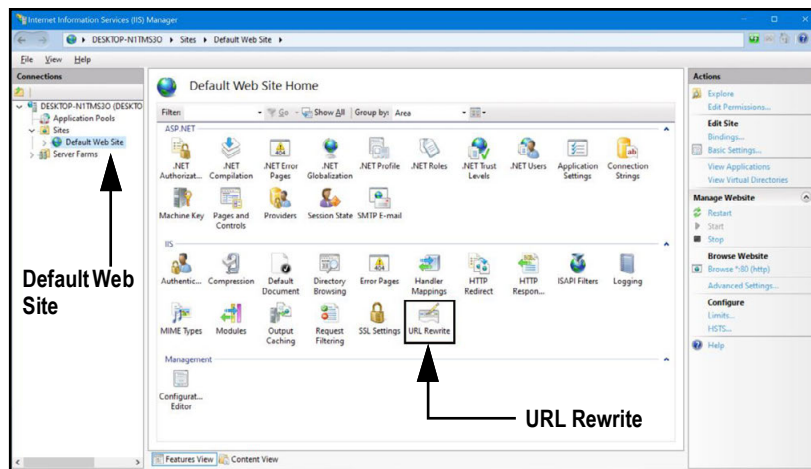 Internet Information Services (IIS) Manager
DESKTOP-N1TMS3O Sites Default Web Site
File View Help
Connections
DESKTOP-N1TMS3O (DESKTO
Application Pools
Sites
Default Web Site
Server Farms
Default Web
Site
Default Web Site Home
Filter: Go Show All Group by: Area
ASP.NET
.NET Authorizat...
.NET Compilation
.NET Error Pages
.NET Globalization
.NET Profile
.NET Roles
.NET Trust Levels
.NET Users
Application Settings
Connection Strings
Machine Key
Pages and Controls
Providers
Session State
SMTP E-mail
IIS
Authentic...
Compression
Default Document
Directory Browsing
Error Pages
Handler Mappings
HTTP Redirect
HTTP Respon...
ISAPI Filters
Logging
MIME Types
Modules
Output Caching
Request Filtering
SSL Settings
URL Rewrite
Management
Configurat... Editor
URL Rewrite
Features View Content View
Actions
Explore
Edit Permissions...
Edit Site
Bindings...
Basic Settings...
View Applications
View Virtual Directories
Manage Website
Restart
Start
Stop
Browse Website
Browse *:80 (http)
Advanced Settings...
Configure
Limits...
HSTS...
Help